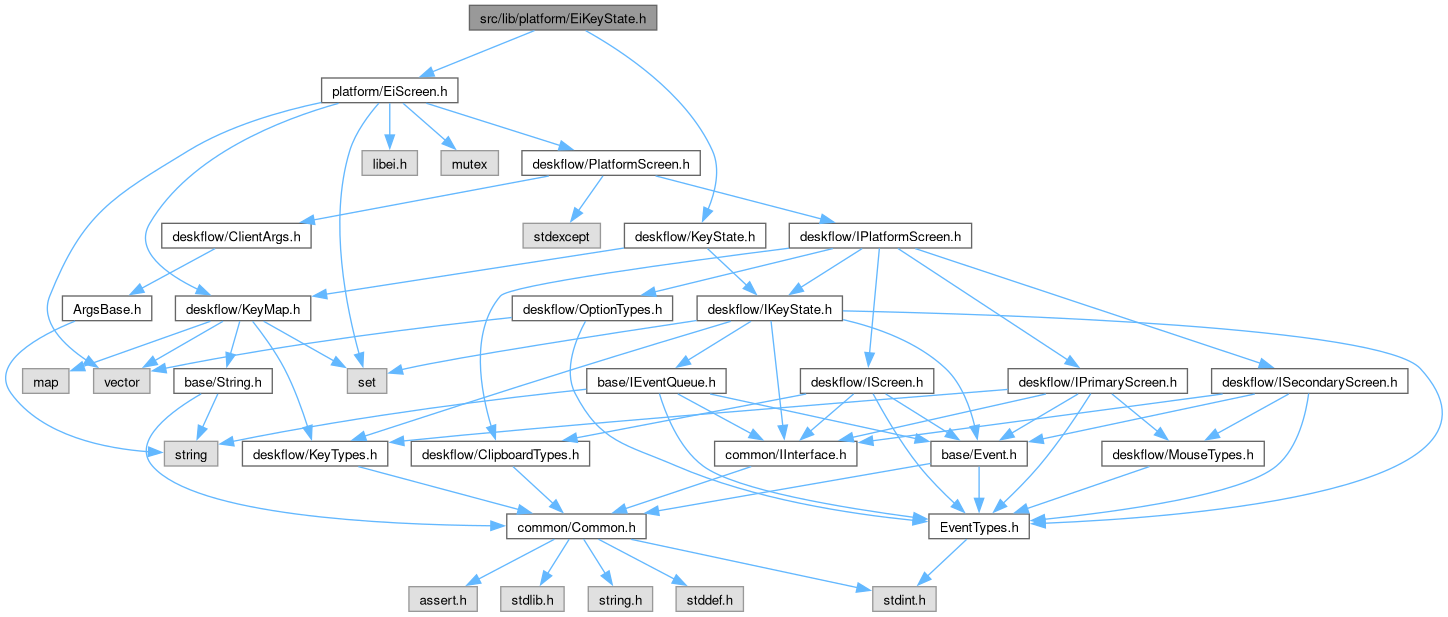 src/lib/platform/EiKeyState.h
platform/EiScreen.h
libei.h
mutex
deskflow/PlatformScreen.h
deskflow/ClientArgs.h
stdexcept
deskflow/KeyState.h
deskflow/IPlatformScreen.h
ArgsBase.h
deskflow/KeyMap.h
deskflow/OptionTypes.h
deskflow/IKeyState.h
map
vector
base/String.h
set
base/IEventQueue.h
deskflow/IScreen.h
deskflow/IPrimaryScreen.h
deskflow/ISecondaryScreen.h
string
deskflow/KeyTypes.h
deskflow/ClipboardTypes.h
common/IInterface.h
base/Event.h
deskflow/MouseTypes.h
common/Common.h
EventTypes.h
assert.h
stdlib.h
string.h
stddef.h
stdint.h